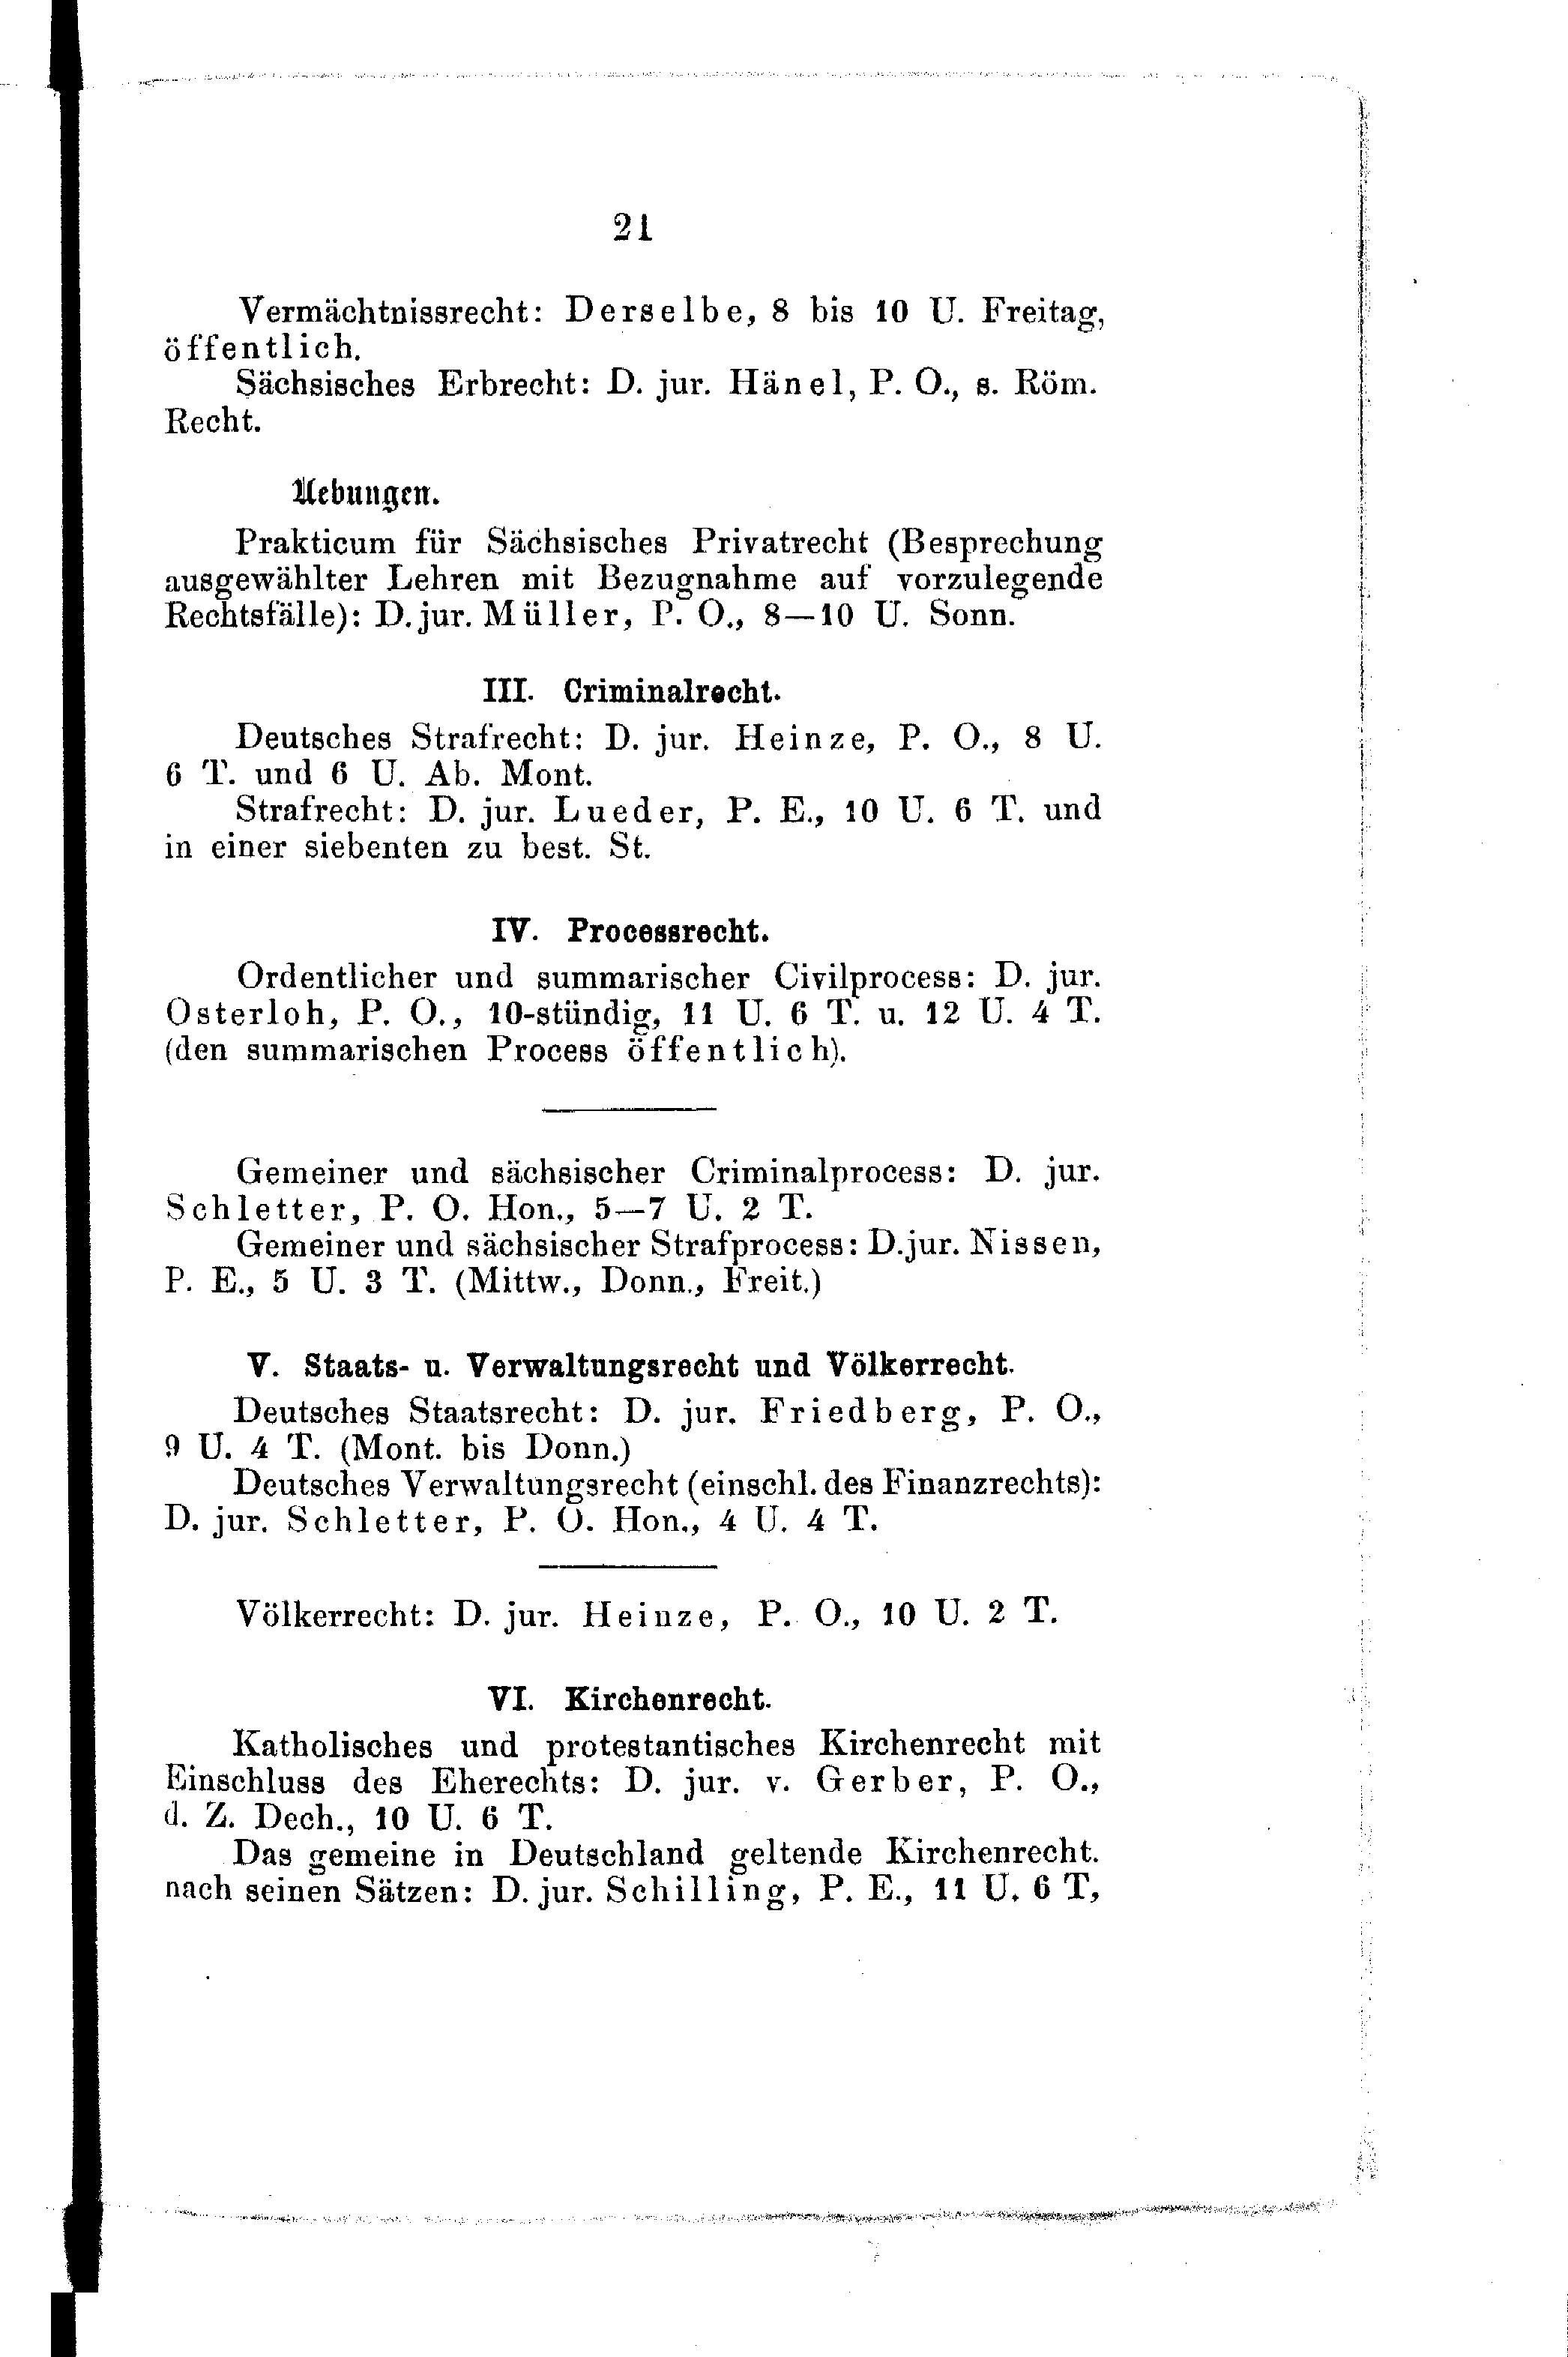 21
Vermächtnissrecht: Derselbe, 8 bis 10 U. Freitag,
öffentlich.
Sächsisches Erbrecht: D. jur. Hänel, P. O., s. Röm.
Recht.
Uebungen.
Prakticum für Sächsisches Privatrecht (Besprechung
ausgewählter Lehren mit Bezugnahme auf vorzulegende
Rechtsfälle): D. jur. Müller, P. O., 8—10 U. Sonn.
III. Criminalrecht.
Deutsches Strafrecht: D. jur. Heinze, P. O., 8 U.
6 T. und 6 U. Ab. Mont.
Strafrecht: D. jur. Lueder, P. E., 10 U. 6 T. und
in einer siebenten zu best. St.
IV. Processrecht.
Ordentlicher und summarischer Civilprocess: D. jur.
Osterloh, P. O., 10-stündig, 11 U. 6 T. u. 12 U. 4 T.
(den summarischen Process öffentlich).
Gemeiner und sächsischer Criminalprocess: D. jur.
Schletter, P. O. Hon., 5—7 U. 2 T.
Gemeiner und sächsischer Strafprocess: D. jur. Nissen,
P. E., 5 U. 3 T. (Mittw., Donn., Freit.)
V. Staats- u. Verwaltungsrecht und Völkerrecht.
Deutsches Staatsrecht: D. jur. Friedberg, P. O.,
9 U. 4 T. (Mont. bis Donn.)
Deutsches Verwaltungsrecht (einschl. des Finanzrechts):
D. jur. Schletter, P. O. Hon., 4 U. 4 T.
Völkerrecht: D. jur. Heinze, P. O., 10 U. 2 T.
VI. Kirchenrecht.
Katholisches und protestantisches Kirchenrecht mit
Einschluss des Eherechts: D. jur. v. Gerber, P. O.,
d. Z. Dech., 10 U. 6 T.
Das gemeine in Deutschland geltende Kirchenrecht.
nach seinen Sätzen: D. jur. Schilling, P. E., 11 U. 6 T,